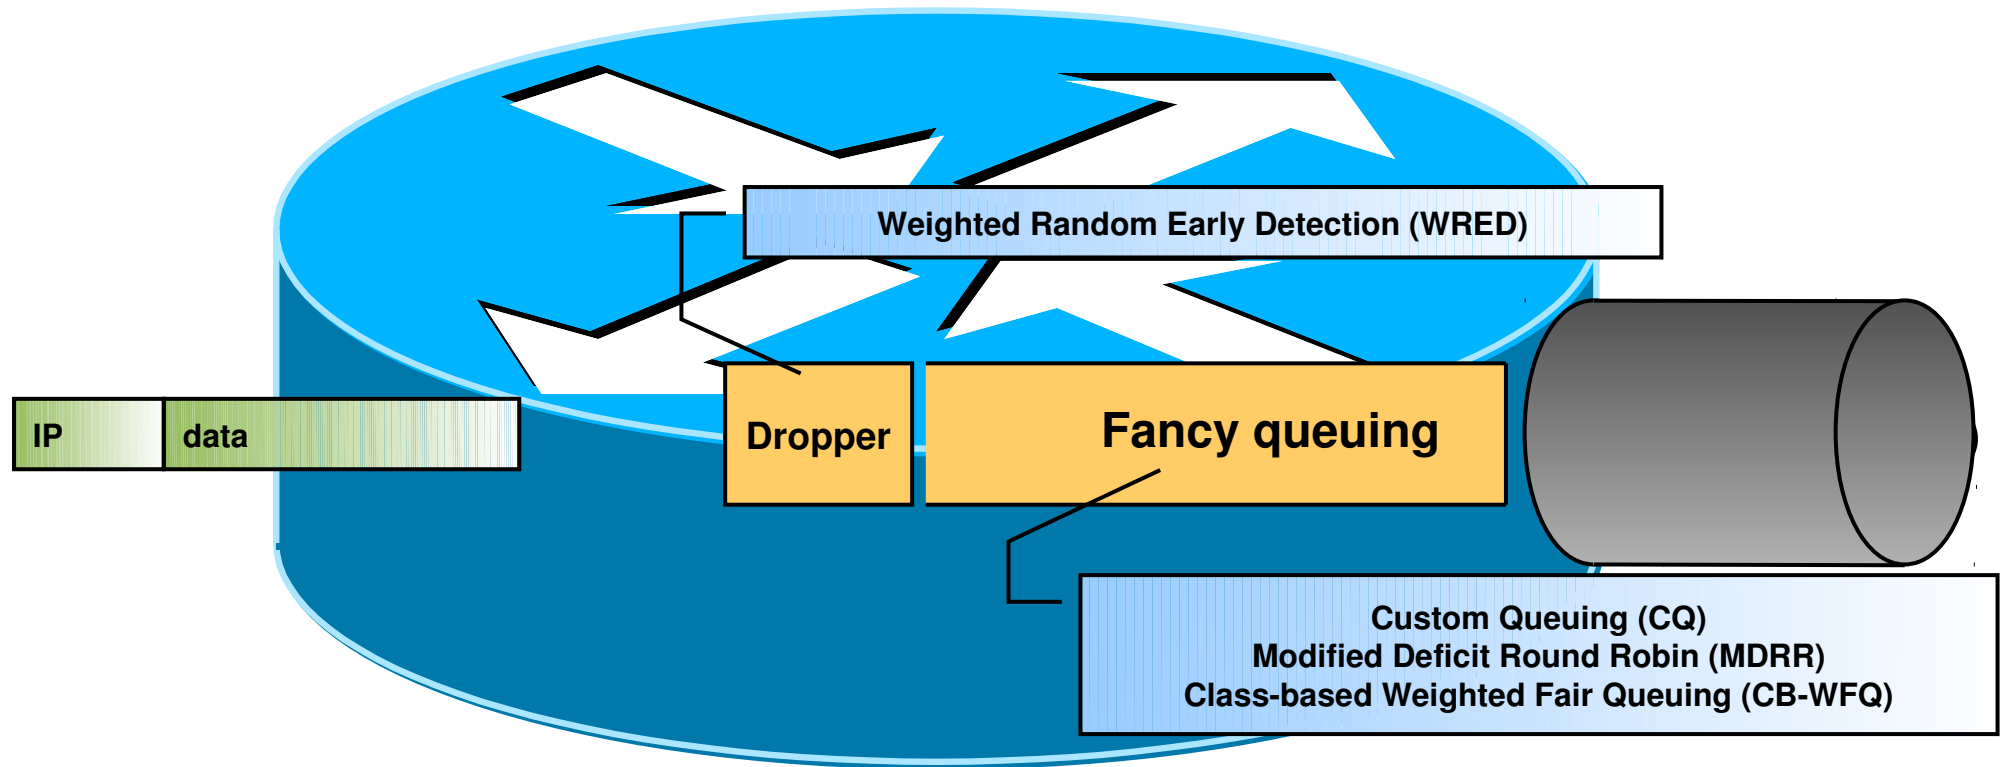 Weighted Random Early Detection (WRED)
IP data
Dropper
Fancy queuing
Custom Queuing (CQ)
Modified Deficit Round Robin (MDRR)
Class-based Weighted Fair Queuing (CB-WFQ)